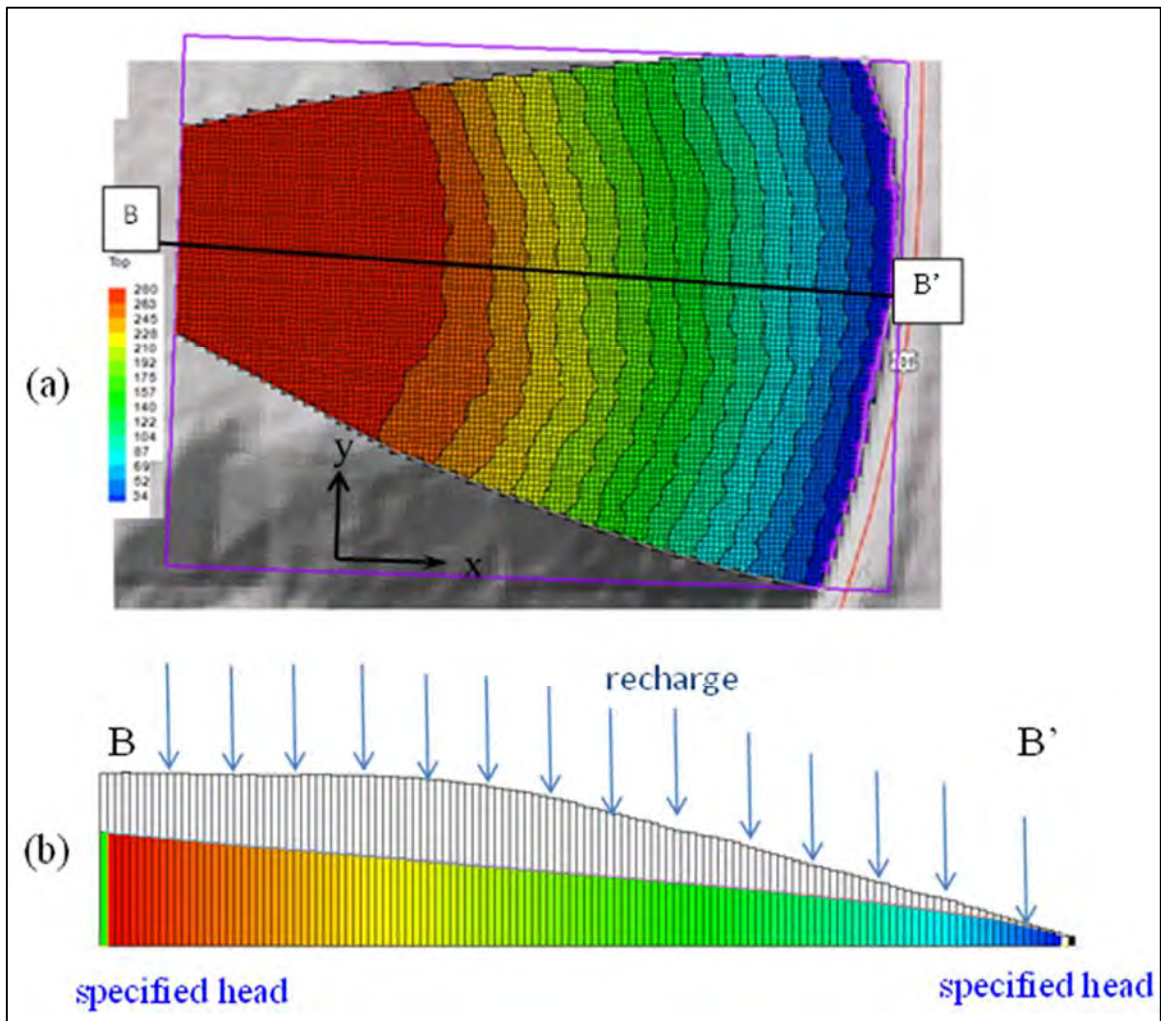 B
Top
280
263
245
228
210
192
175
157
140
122
104
87
69
52
34
B’
(a)
y
x
recharge
B
B’
(b)
specified head
specified head